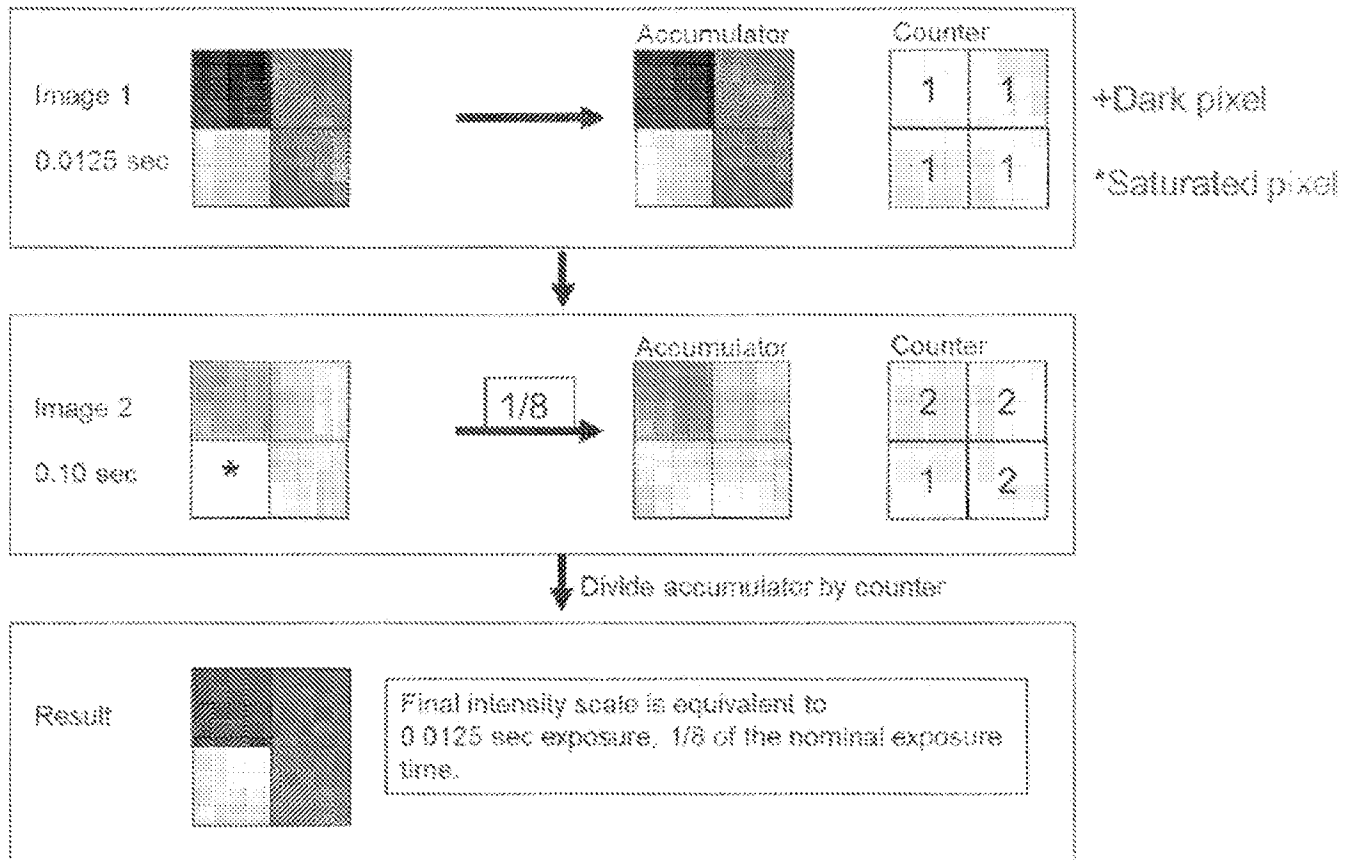 Image 1
0.0125 sec
Accumulator
Counter
1 1
1 1
+Dark pixel
*Saturated pixel
Image 2
0.10 sec
*
1/8
Accumulator
Counter
2 2
1 2
Divide accumulator by counter
Result
Final intensity scale is equivalent to
0.0125 sec exposure, 1/8 of the nominal exposure
time.